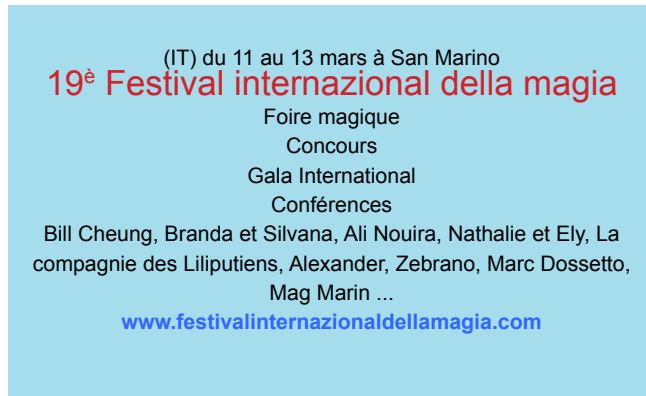 (IT) du 11 au 13 mars à San Marino
19è Festival internazional della magia
Foire magique
Concours
Gala International
Conférences
Bill Cheung, Branda et Silvana, Ali Nouira, Nathalie et Ely, La
compagnie des Liliputiens, Alexander, Zebrano, Marc Dossetto,
Mag Marin ...
www.festivalinternazionaldellamagia.com